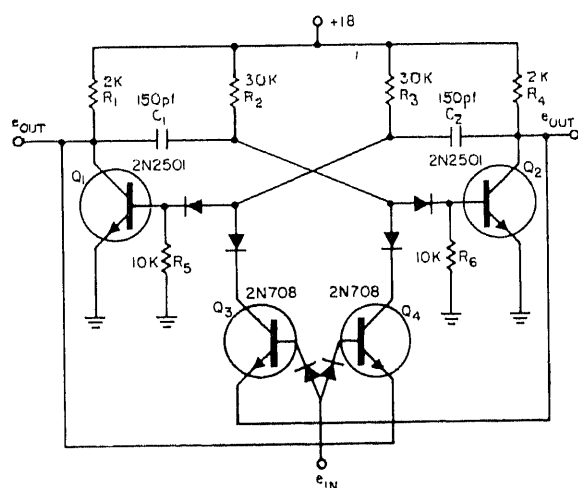 +18
2K
R1
30K
R2
30K
R3
2K
R4
150pf
C1
150pf
C2
eOUT
eOUT
2N2501
2N2501
Q1
Q2
10K
R5
10K
R6
2N708
2N708
Q3
Q4
eIN